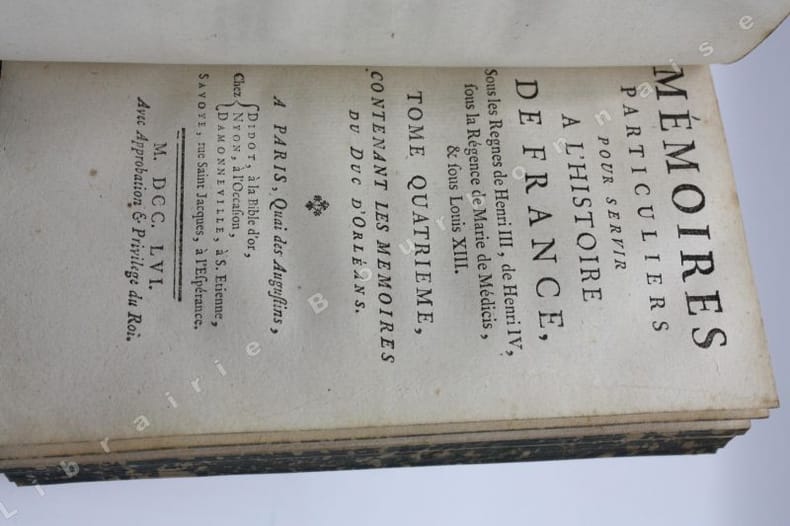 MÉMOIRES
PARTICULIERS
POUR SERVIR
A L'HISTOIRE
DE FRANCE,
Sous les Regnes de Henri III, de Henri IV,
ſous la Régence de Marie de Médicis,
& ſous Louis XIII.
TOME QUATRIEME,
CONTENANT LES MEMOIRES
DU DUC D'ORLÉANS.
A PARIS, Quai des Auguſtins,
Chez { DIDOT, à la Bible d'or,
NYON, à l'Occaſion,
DAMONNEVILLE, à S. Etienne,
SAVOYE, rue Saint Jacques, à l'Eſpérance.
M. DCC. LVI.
Avec Approbation & Privilege du Roi.
Librairie Bourbonnaise